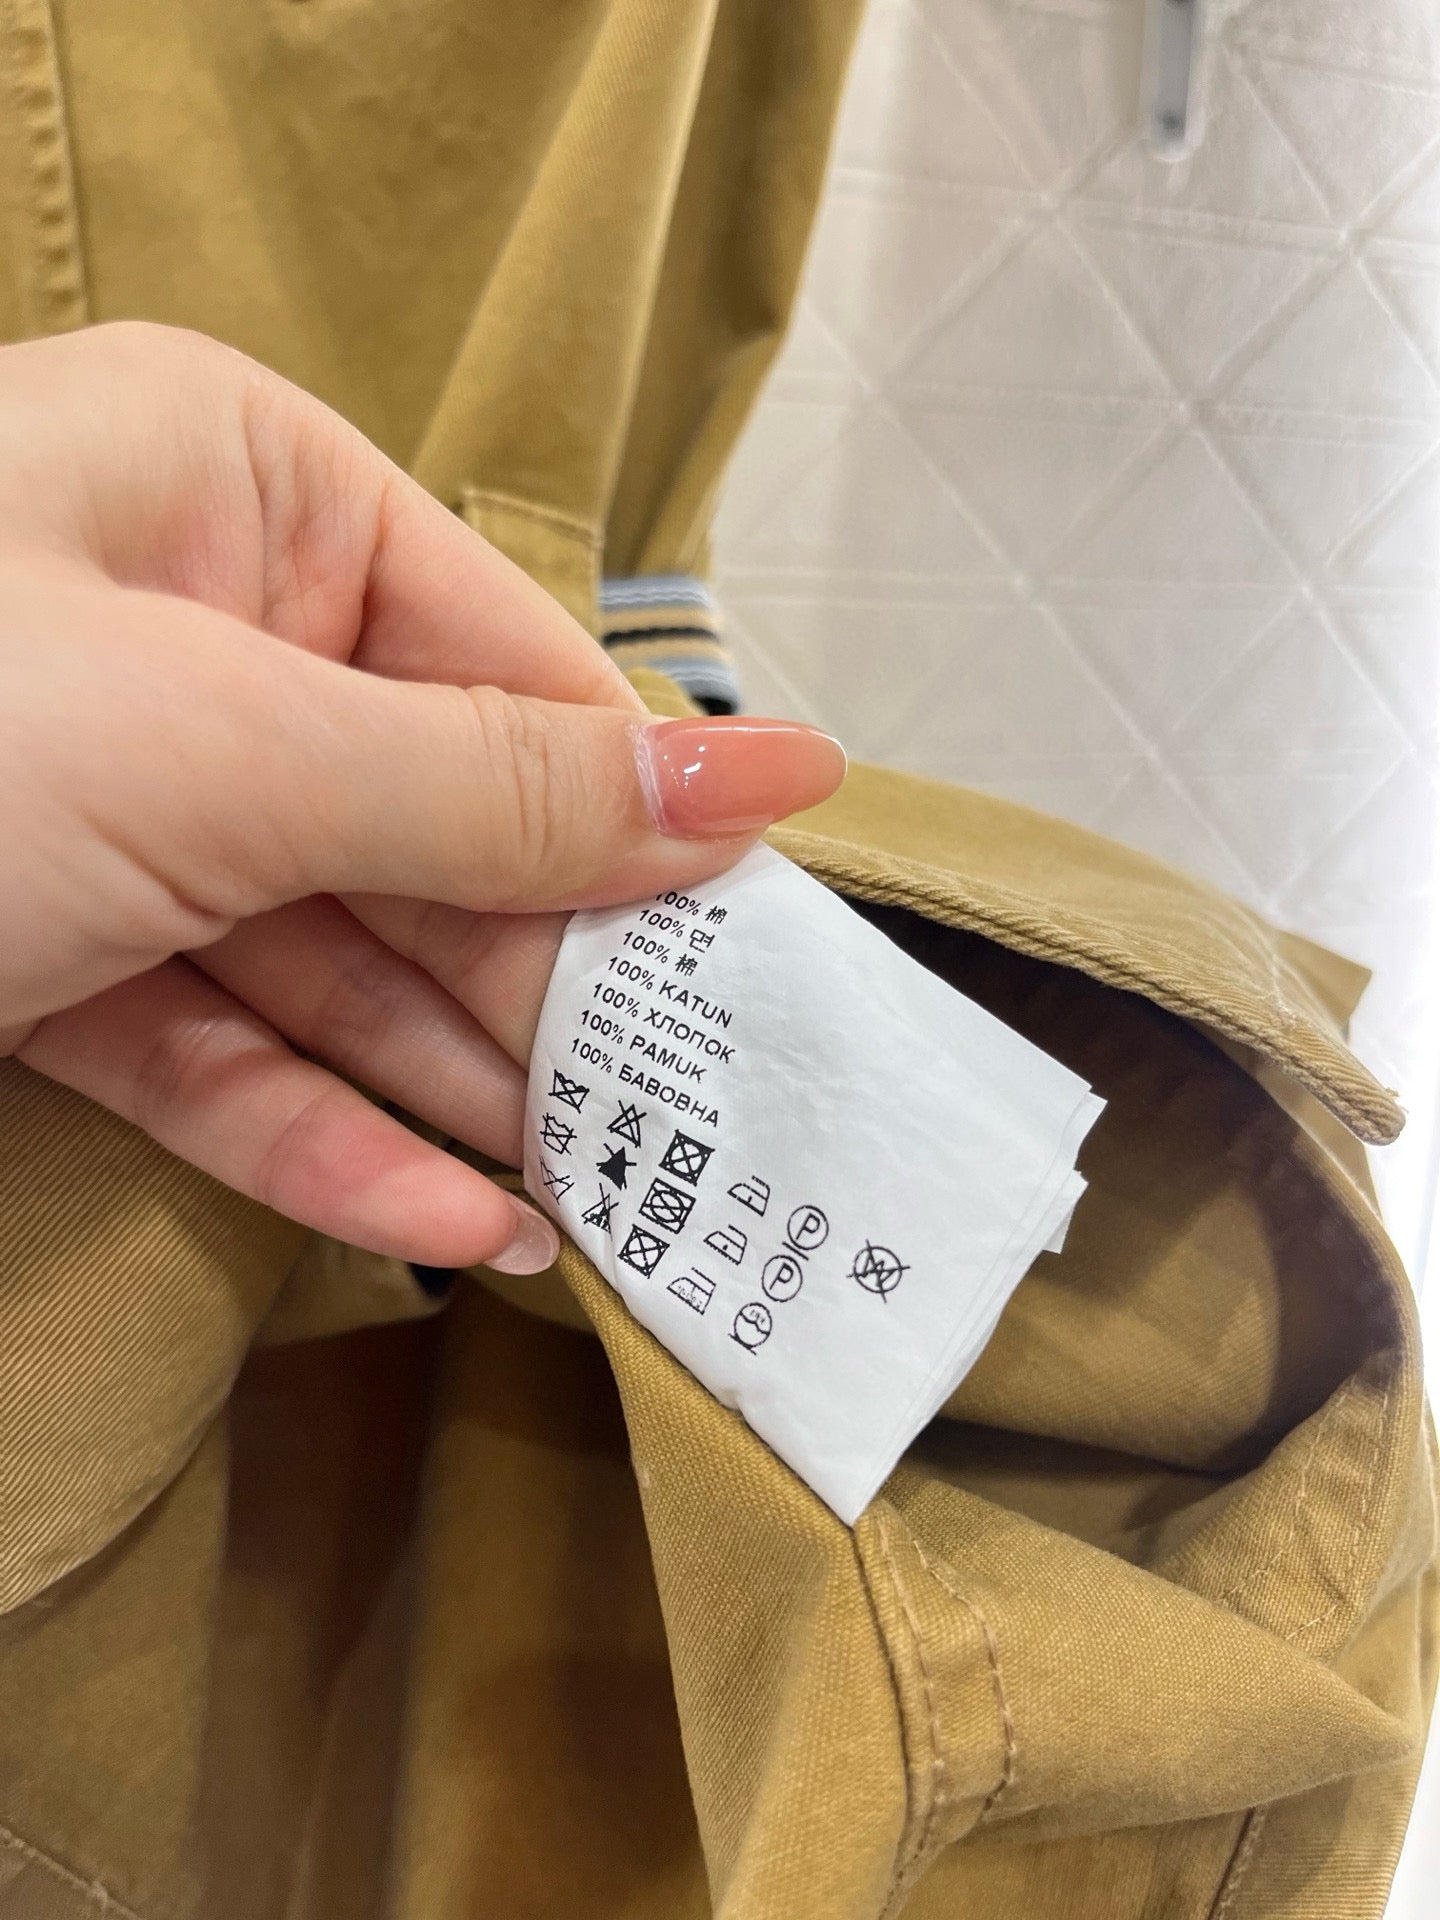 100% 棉
100% 면
100% 棉
100% KATUN
100% ХЛОПОК
100% PAMUK
100% БАВОВНА
P
P
W